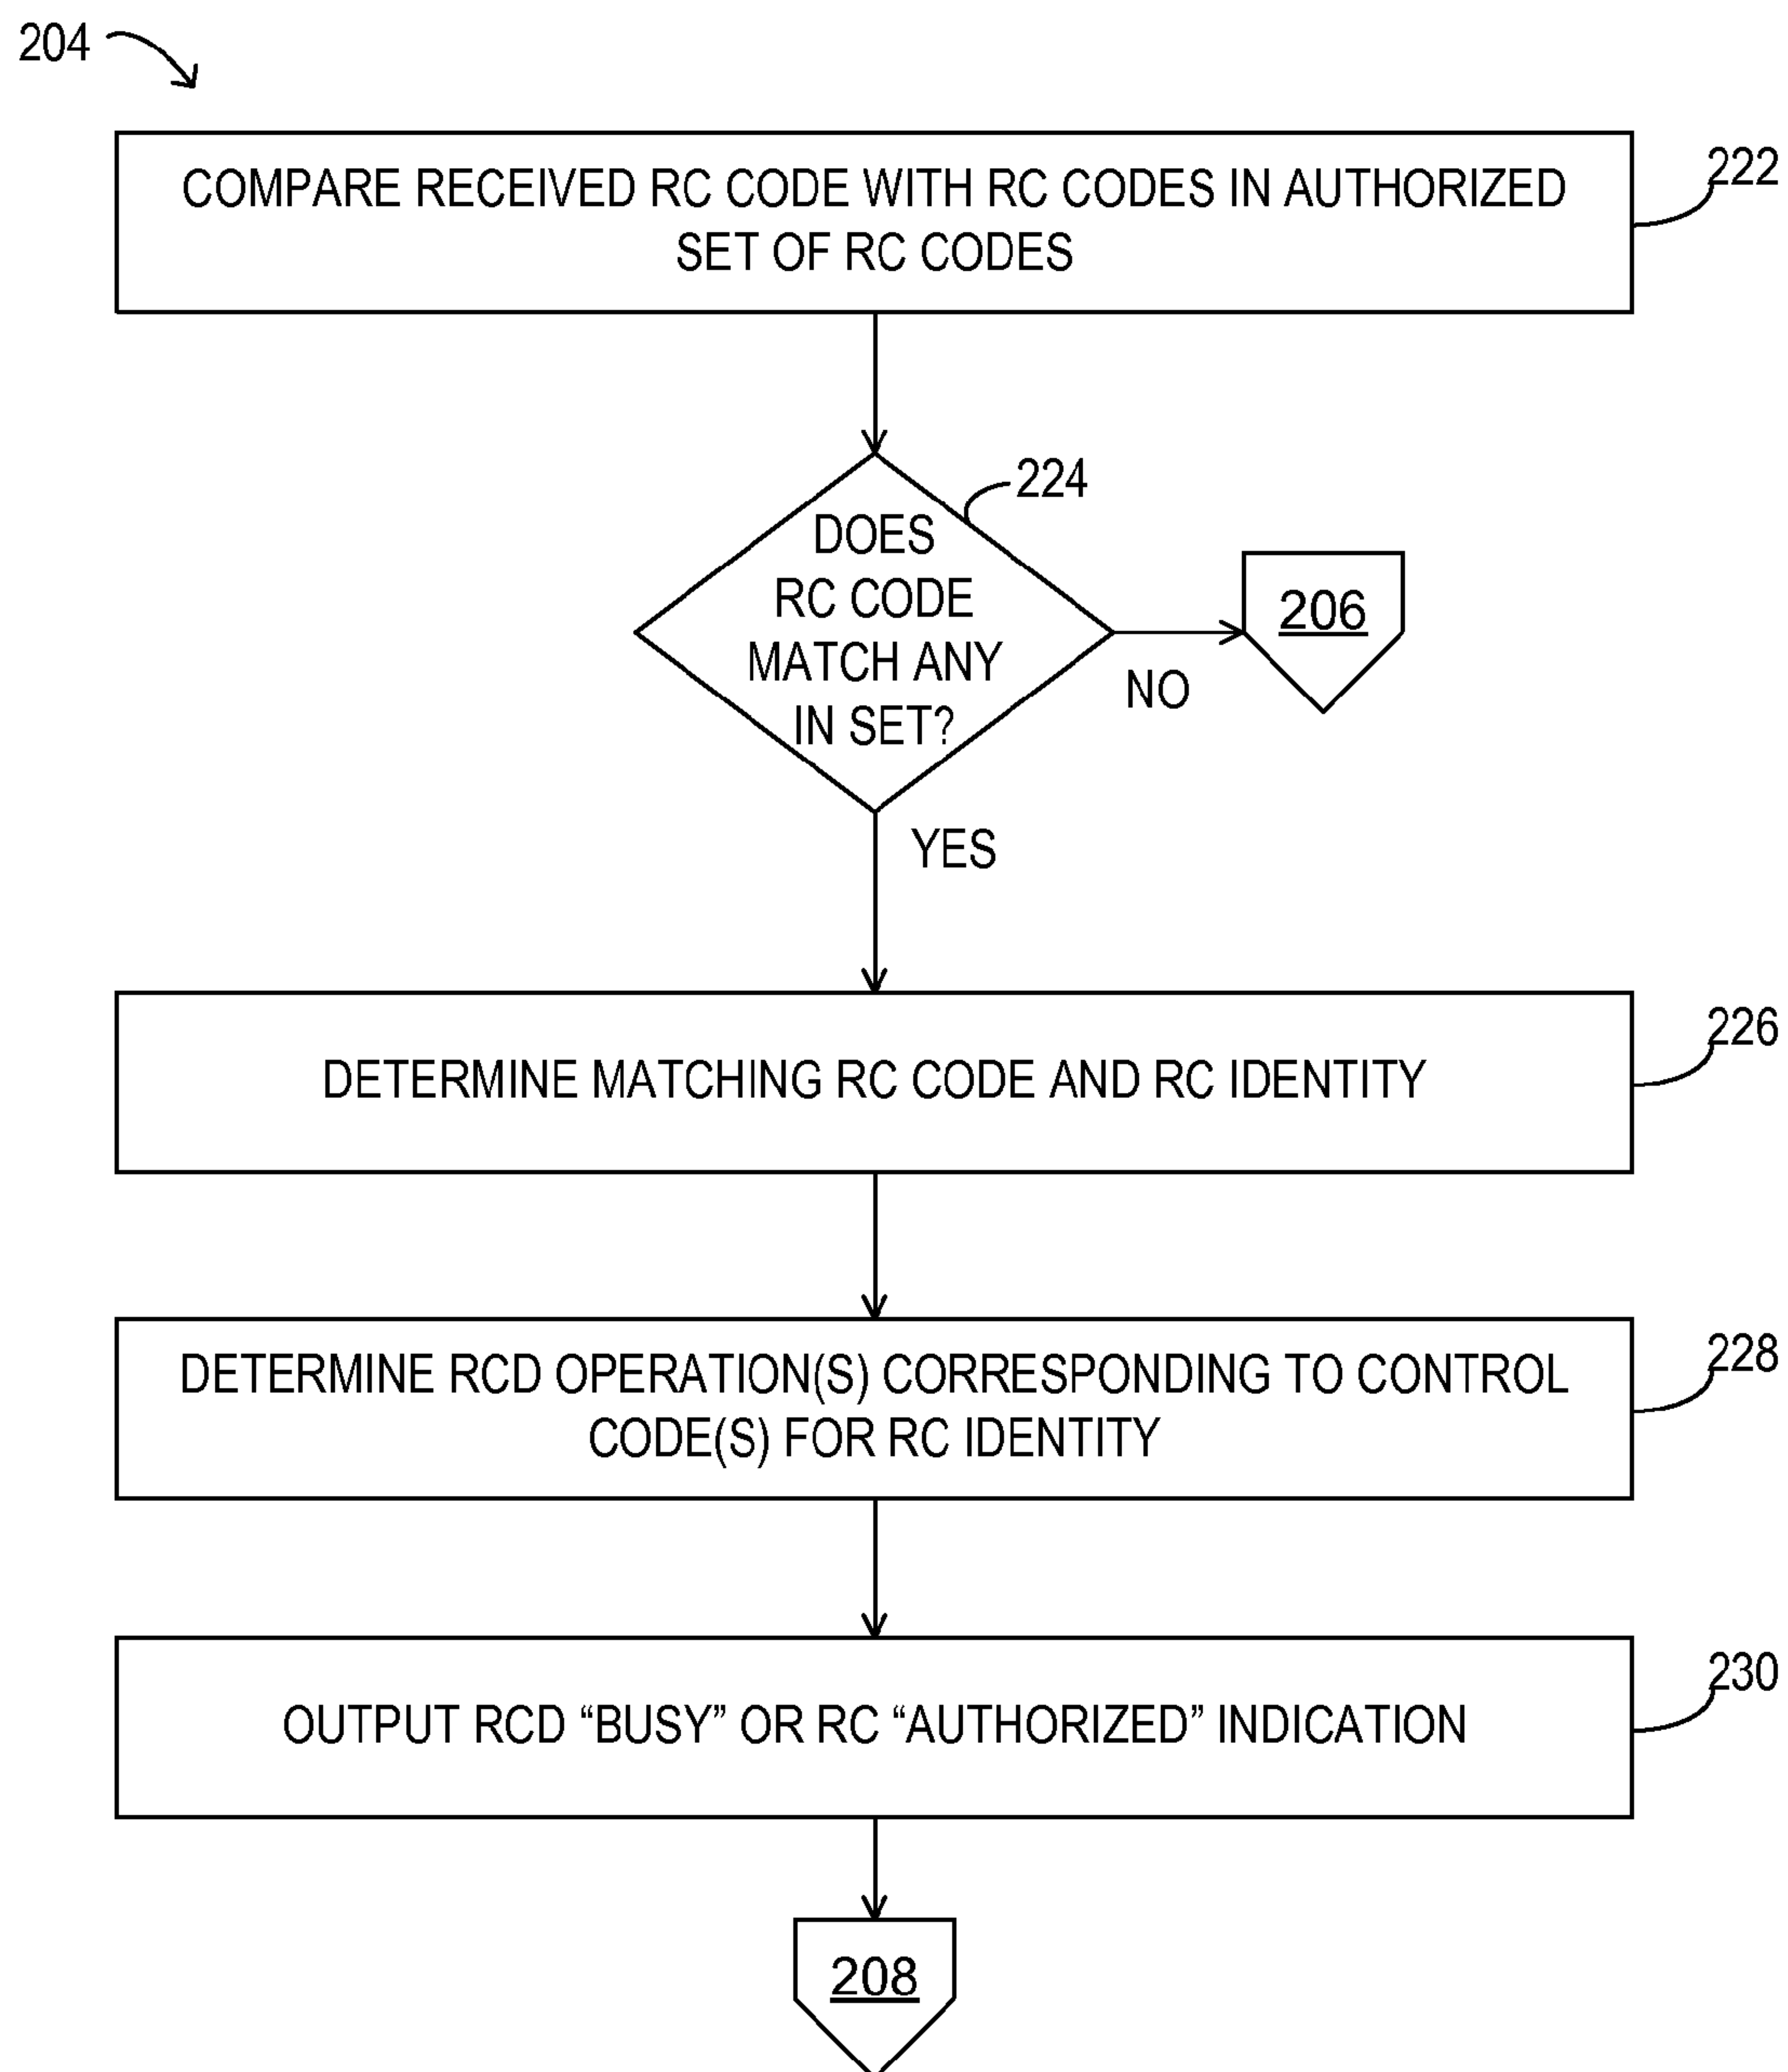 204
COMPARE RECEIVED RC CODE WITH RC CODES IN AUTHORIZED
SET OF RC CODES
222
224
DOES
RC CODE
MATCH ANY
IN SET?
206
NO
YES
DETERMINE MATCHING RC CODE AND RC IDENTITY
226
DETERMINE RCD OPERATION(S) CORRESPONDING TO CONTROL
CODE(S) FOR RC IDENTITY
228
OUTPUT RCD “BUSY” OR RC “AUTHORIZED” INDICATION
230
208